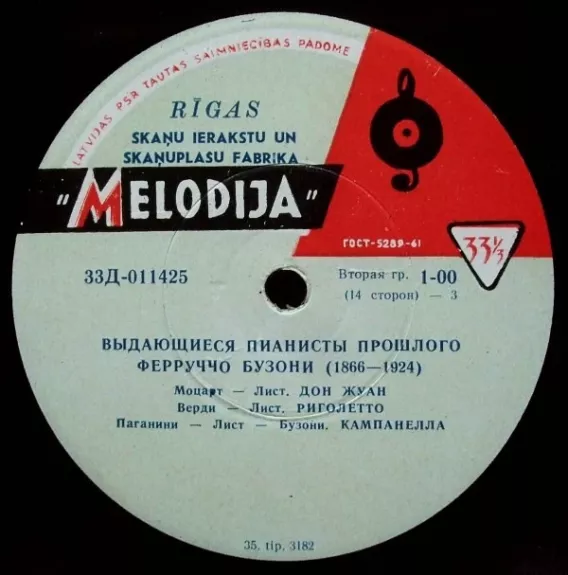 LATVIJAS PSR TAUTAS SAIMNIECĪBAS PADOME
RĪGAS
SKAŅU IERAKSTU UN
SKAŅUPLAŠU FABRIKA
"MELODIJA"
ГОСТ-5289-61
33⅓
33Д-011425
Вторая гр. 1-00
(14 сторон) — 3
ВЫДАЮЩИЕСЯ ПИАНИСТЫ ПРОШЛОГО
ФЕРРУЧЧО БУЗОНИ (1866—1924)
Моцарт — Лист. ДОН ЖУАН
Верди — Лист. РИГОЛЕТТО
Паганини — Лист — Бузони. КАМПАНЕЛЛА
35. tip. 3182